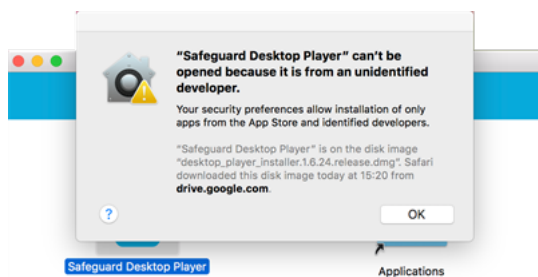 “Safeguard Desktop Player” can’t be
opened because it is from an unidentified
developer.
Your security preferences allow installation of only
apps from the App Store and identified developers.
“Safeguard Desktop Player” is on the disk image
“desktop_player_installer.1.6.24.release.dmg”. Safari
downloaded this disk image today at 15:20 from
drive.google.com.
?
OK
Safeguard Desktop Player
Applications